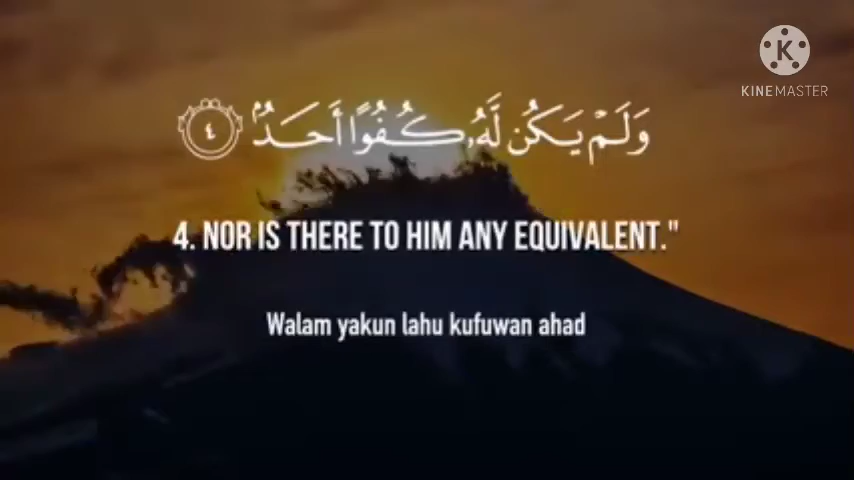 KINEMASTER
وَلَمْ يَكُن لَّهُۥ كُفُوًا أَحَدٌۢ ٤
4. NOR IS THERE TO HIM ANY EQUIVALENT."
Walam yakun lahu kufuwan ahad